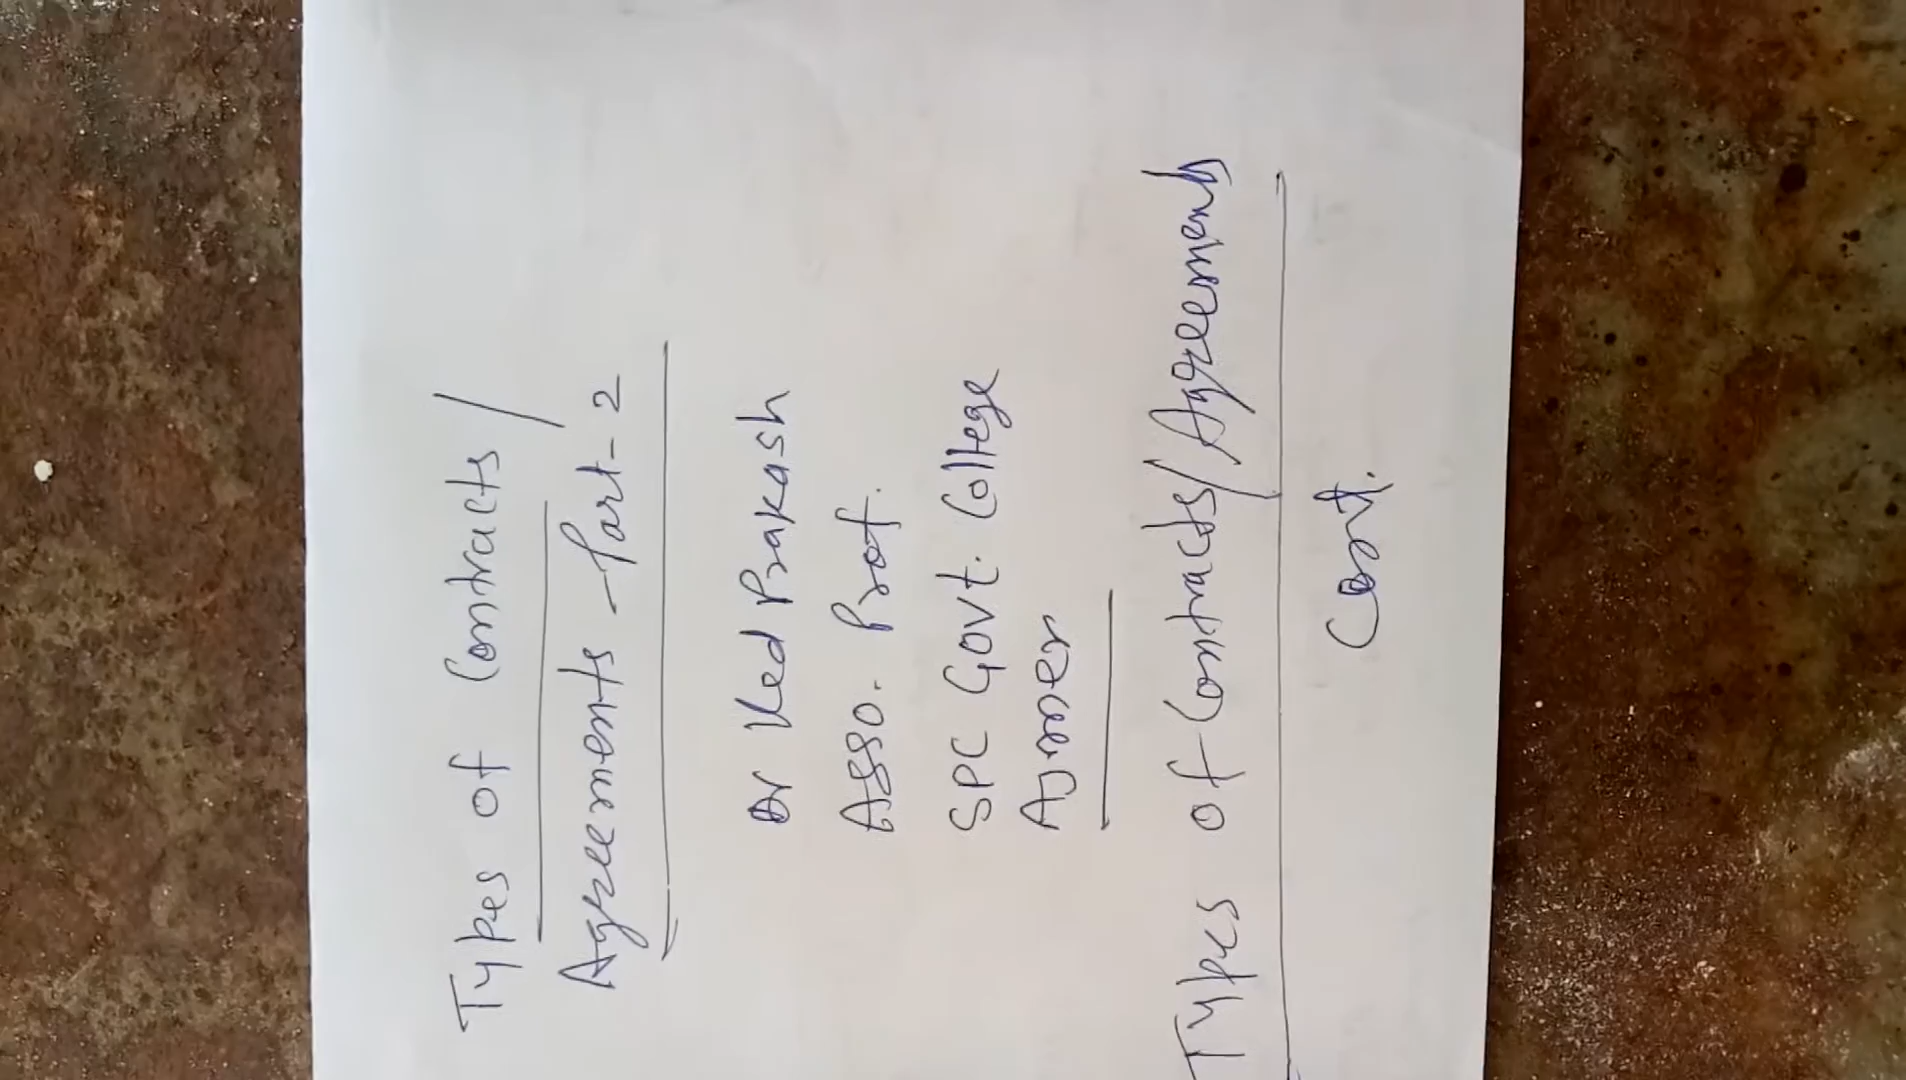 Types of Contracts/
Agreements - Part-2
Dr Ved Prakash
Asso. Prof.
SPC Govt. College
Ajmer
Types of Contracts/Agreements
Cont.